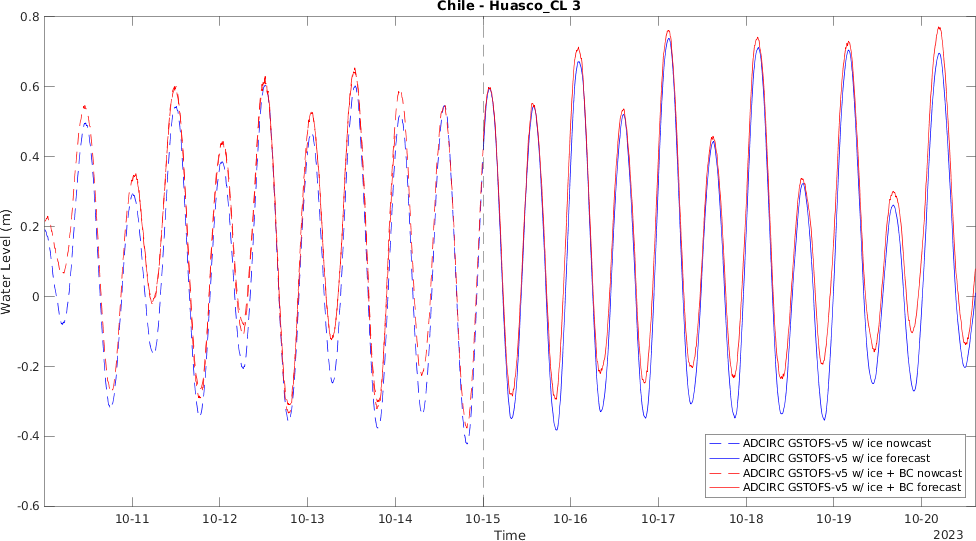 Chile - Huasco_CL 3
0.8
0.6
0.4
0.2
0
-0.2
-0.4
-0.6
Water Level (m)
ADCIRC GSTOFS-v5 w/ ice nowcast
ADCIRC GSTOFS-v5 w/ ice forecast
ADCIRC GSTOFS-v5 w/ ice + BC nowcast
ADCIRC GSTOFS-v5 w/ ice + BC forecast
10-11 10-12 10-13 10-14 10-15 10-16 10-17 10-18 10-19 10-20
Time
2023